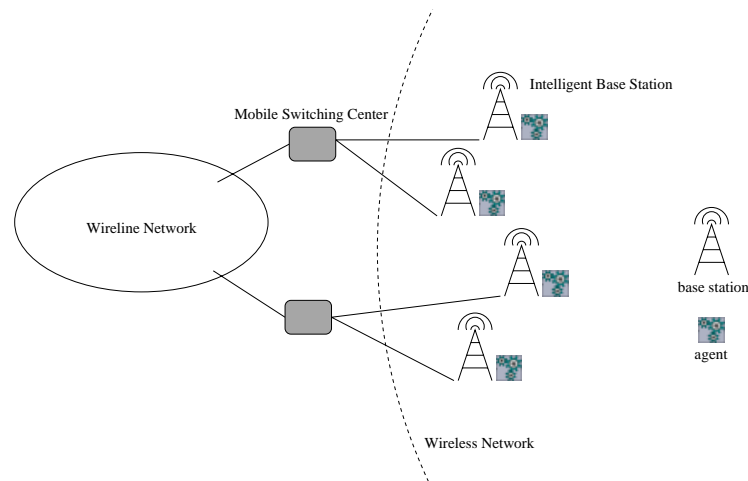 Intelligent Base Station
Mobile Switching Center
Wireline Network
base station
agent
Wireless Network